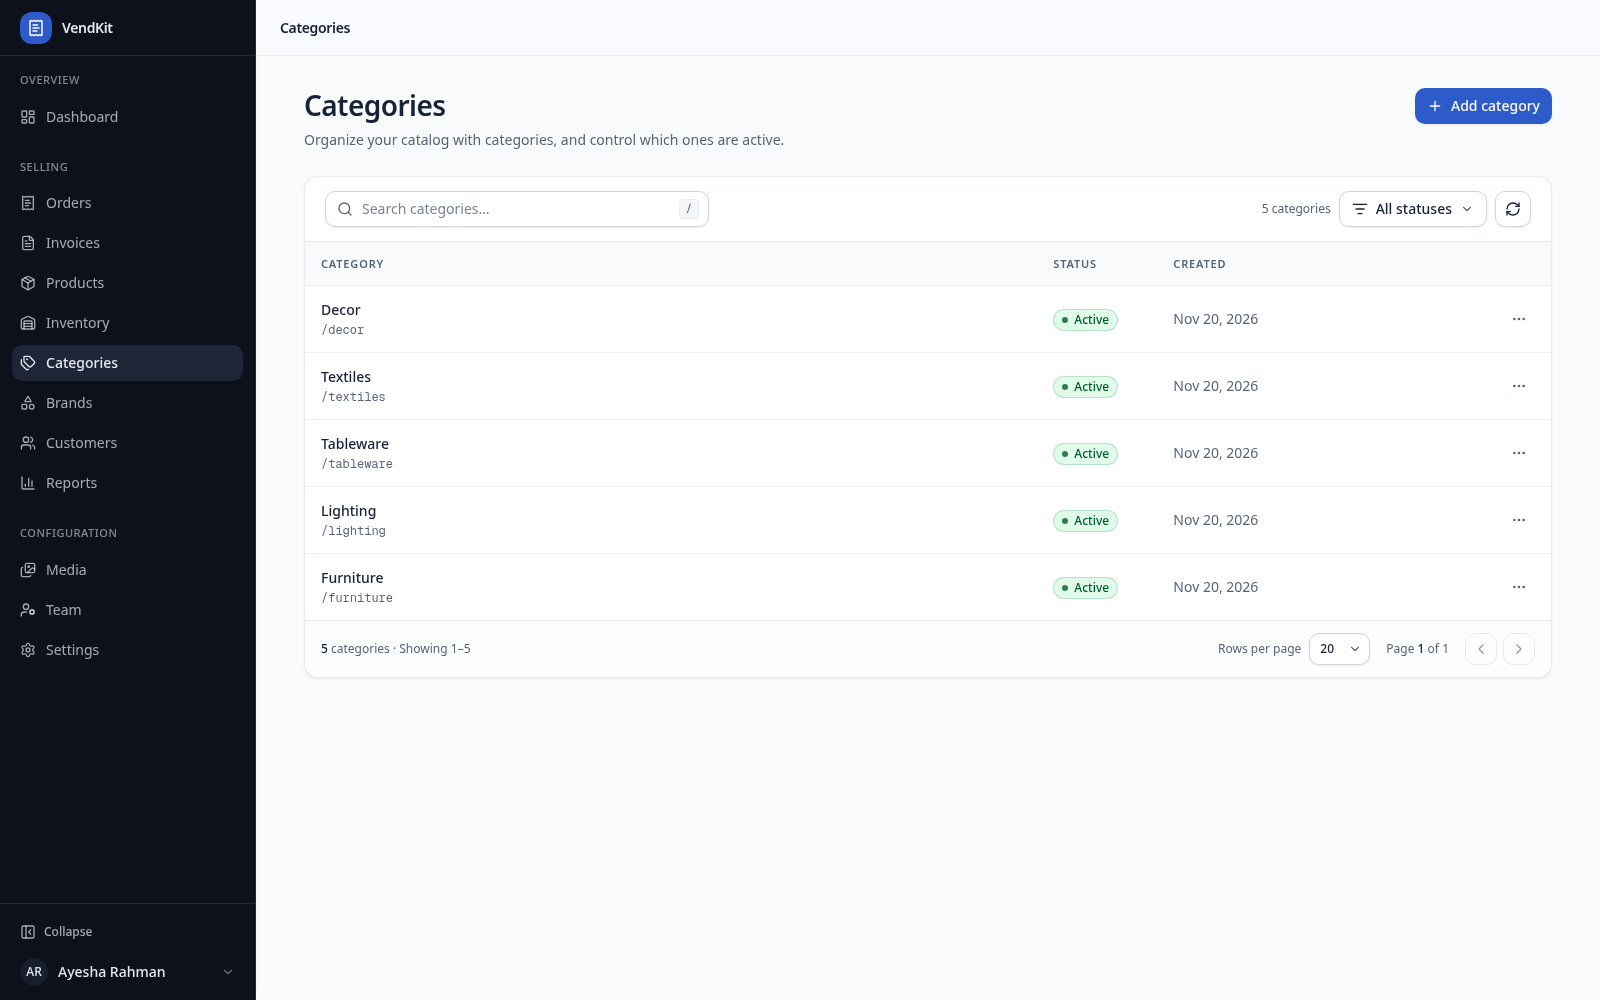 VendKit
OVERVIEW
Dashboard
SELLING
Orders
Invoices
Products
Inventory
Categories
Brands
Customers
Reports
CONFIGURATION
Media
Team
Settings
Collapse
AR Ayesha Rahman
Categories
Categories
Organize your catalog with categories, and control which ones are active.
Add category
Search categories... /
5 categories
All statuses
CATEGORY STATUS CREATED
Decor
/decor
Active
Nov 20, 2026
Textiles
/textiles
Active
Nov 20, 2026
Tableware
/tableware
Active
Nov 20, 2026
Lighting
/lighting
Active
Nov 20, 2026
Furniture
/furniture
Active
Nov 20, 2026
5 categories · Showing 1–5
Rows per page 20
Page 1 of 1